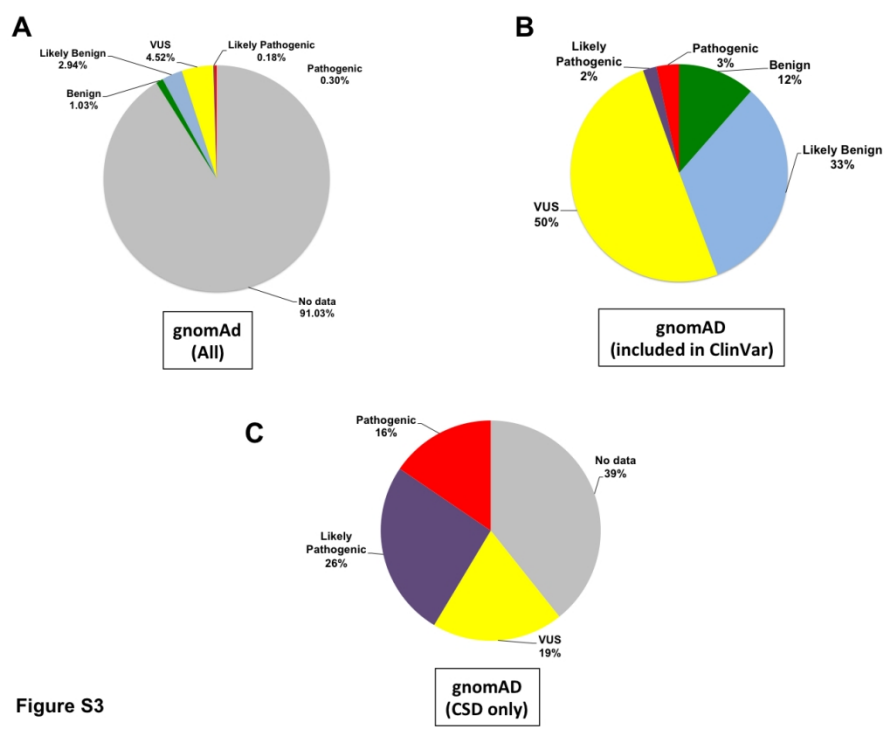 A
Likely Benign
2.94%
VUS
4.52%
Likely Pathogenic
0.18%
Pathogenic
0.30%
Benign
1.03%
No data
91.03%
gnomAd
(All)
B
Likely
Pathogenic
2%
Pathogenic
3%
Benign
12%
Likely Benign
33%
VUS
50%
gnomAD
(included in ClinVar)
C
Pathogenic
16%
No data
39%
Likely
Pathogenic
26%
VUS
19%
gnomAD
(CSD only)
Figure S3